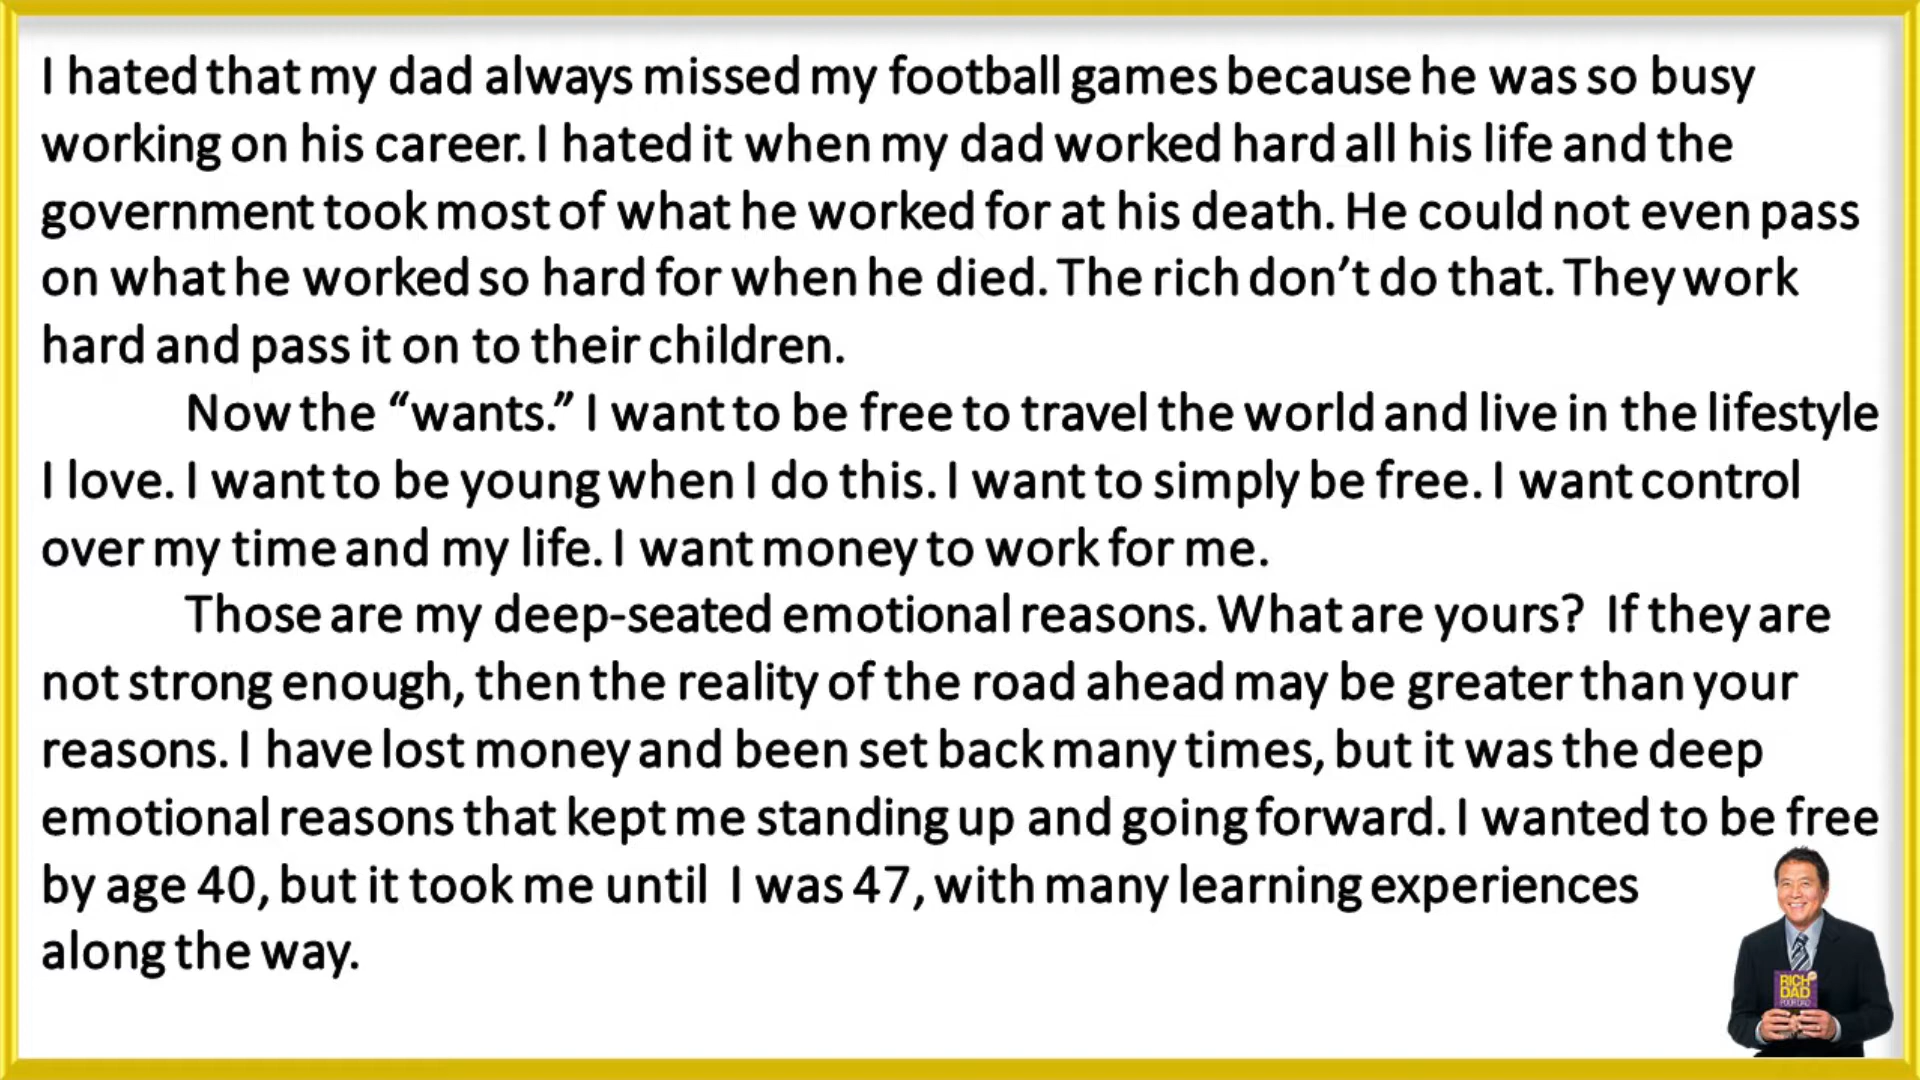 I hated that my dad always missed my football games because he was so busy
working on his career. I hated it when my dad worked hard all his life and the
government took most of what he worked for at his death. He could not even pass
on what he worked so hard for when he died. The rich don’t do that. They work
hard and pass it on to their children.
Now the “wants.” I want to be free to travel the world and live in the lifestyle
I love. I want to be young when I do this. I want to simply be free. I want control
over my time and my life. I want money to work for me.
Those are my deep-seated emotional reasons. What are yours? If they are
not strong enough, then the reality of the road ahead may be greater than your
reasons. I have lost money and been set back many times, but it was the deep
emotional reasons that kept me standing up and going forward. I wanted to be free
by age 40, but it took me until I was 47, with many learning experiences
along the way.
RICH
DAD
POOR DAD